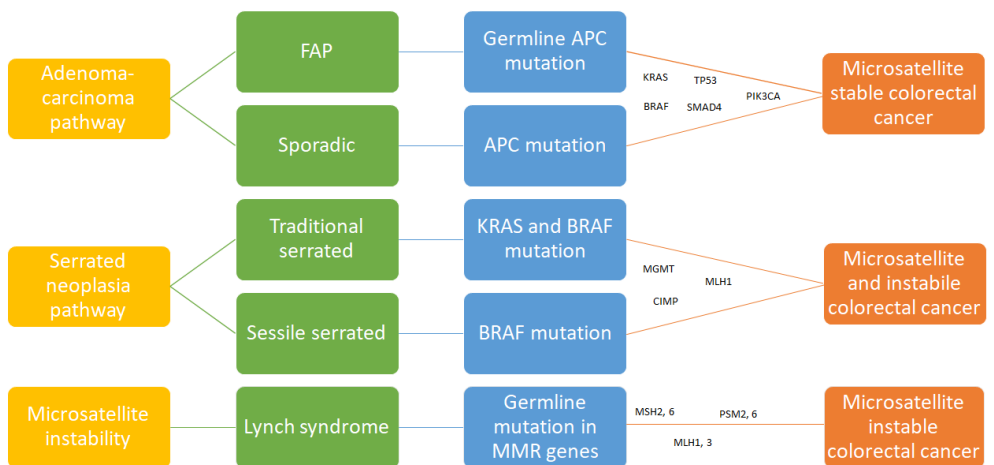 Adenoma-
carcinoma
pathway
FAP
Germline APC
mutation
KRAS
TP53
BRAF
SMAD4
PIK3CA
Microsatellite
stable colorectal
cancer
Sporadic
APC mutation
Serrated
neoplasia
pathway
Traditional
serrated
KRAS and BRAF
mutation
MGMT
MLH1
CIMP
Microsatellite
and instabile
colorectal cancer
Sessile serrated
BRAF mutation
Microsatellite
instability
Lynch syndrome
Germline
mutation in
MMR genes
MSH2, 6
PSM2, 6
MLH1, 3
Microsatellite
instable
colorectal cancer